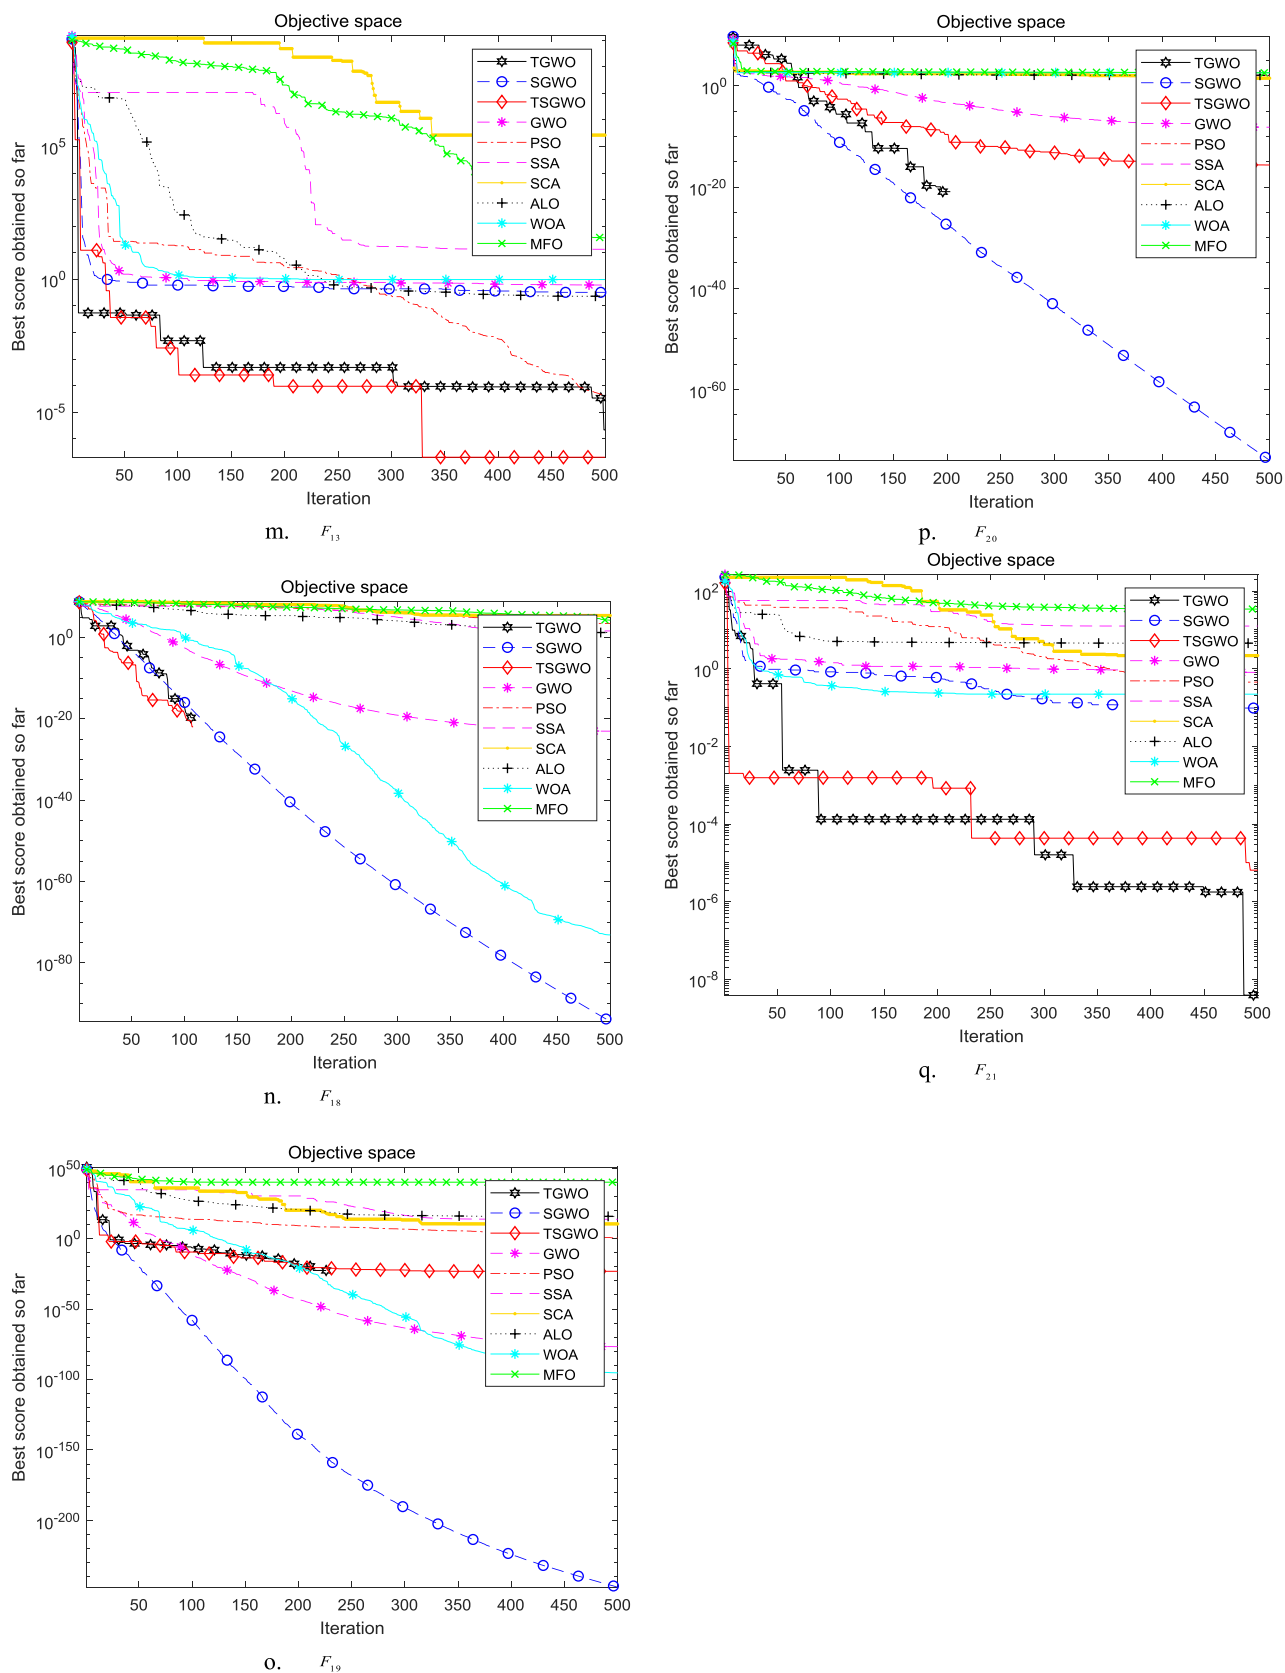 Objective space
Best score obtained so far
10^5
10^0
10^-5
TGWO
SGWO
TSGWO
GWO
PSO
SSA
SCA
ALO
WOA
MFO
50 100 150 200 250 300 350 400 450 500
Iteration
m. F_13
Objective space
Best score obtained so far
10^0
10^-20
10^-40
10^-60
TGWO
SGWO
TSGWO
GWO
PSO
SSA
SCA
ALO
WOA
MFO
50 100 150 200 250 300 350 400 450 500
Iteration
p. F_20
Objective space
Best score obtained so far
10^0
10^-20
10^-40
10^-60
10^-80
TGWO
SGWO
TSGWO
GWO
PSO
SSA
SCA
ALO
WOA
MFO
50 100 150 200 250 300 350 400 450 500
Iteration
n. F_18
Objective space
Best score obtained so far
10^2
10^0
10^-2
10^-4
10^-6
10^-8
TGWO
SGWO
TSGWO
GWO
PSO
SSA
SCA
ALO
WOA
MFO
50 100 150 200 250 300 350 400 450 500
Iteration
q. F_21
Objective space
Best score obtained so far
10^50
10^0
10^-50
10^-100
10^-150
10^-200
TGWO
SGWO
TSGWO
GWO
PSO
SSA
SCA
ALO
WOA
MFO
50 100 150 200 250 300 350 400 450 500
Iteration
o. F_19